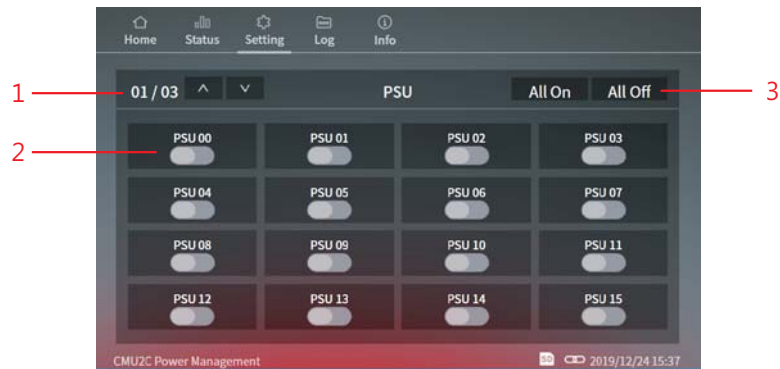 Home Status Setting Log Info
1 01 / 03 PSU All On All Off 3
2 PSU 00 PSU 01 PSU 02 PSU 03
PSU 04 PSU 05 PSU 06 PSU 07
PSU 08 PSU 09 PSU 10 PSU 11
PSU 12 PSU 13 PSU 14 PSU 15
CMU2C Power Management SD 2019/12/24 15:37